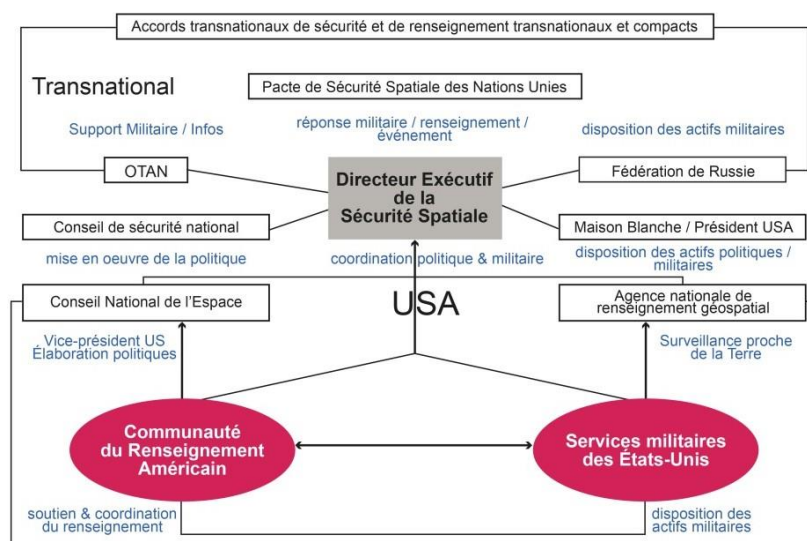 Accords transnationaux de sécurité et de renseignement transnationaux et compacts
Transnational
Pacte de Sécurité Spatiale des Nations Unies
Support Militaire / Infos
réponse militaire / renseignement /
événement
disposition des actifs militaires
OTAN
Directeur Exécutif
de la
Sécurité Spatiale
Fédération de Russie
Conseil de sécurité national
Maison Blanche / Président USA
mise en oeuvre de la politique
coordination politique & militaire
disposition des actifs politiques /
militaires
Conseil National de l'Espace
USA
Agence nationale de
renseignement géospatial
Vice-président US
Élaboration politiques
Surveillance proche
de la Terre
Communauté
du Renseignement
Américain
Services militaires
des États-Unis
soutien & coordination
du renseignement
disposition des
actifs militaires